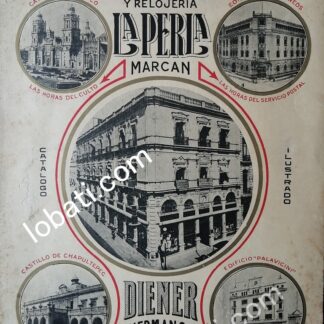 Y RELOJERIA
LA PERLA
MARCAN
LAS HORAS DEL CULTO
LAS HORAS DEL SERVICIO POSTAL
CATALOGO
ILUSTRADO
lobati.com
CASTILLO DE CHAPULTEPEC
EDIFICIO "PALAVICINI"
DIENER
HERMANOS